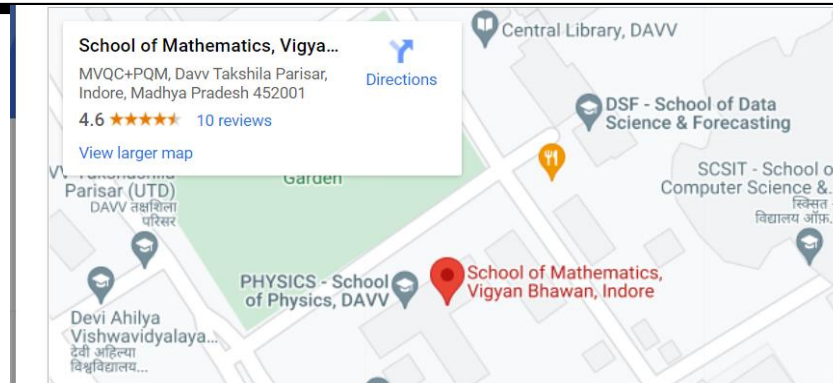 School of Mathematics, Vigya...
MVQC+PQM, Davv Takshila Parisar,
Indore, Madhya Pradesh 452001
4.6
10 reviews
View larger map
Directions
Central Library, DAVV
DSF - School of Data
Science & Forecasting
SCSIT - School o
Computer Science &..
विद्यालय ऑफ़..
Garden
Parisar (UTD)
DAVV तक्षशिला
परिसर
PHYSICS - School
of Physics, DAVV
School of Mathematics,
Vigyan Bhawan, Indore
Devi Ahilya
Vishwavidyalaya...
देवी अहिल्या
विश्वविद्यालय...